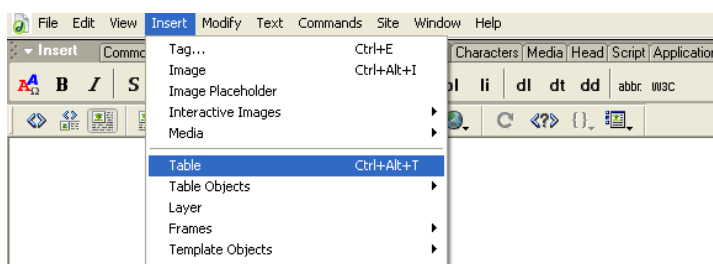 File Edit View Insert Modify Text Commands Site Window Help
Insert Commo Characters Media Head Script Application
B I S li dl dt dd abbr. W3C
Tag... Ctrl+E
Image Ctrl+Alt+I
Image Placeholder
Interactive Images
Media
Table Ctrl+Alt+T
Table Objects
Layer
Frames
Template Objects